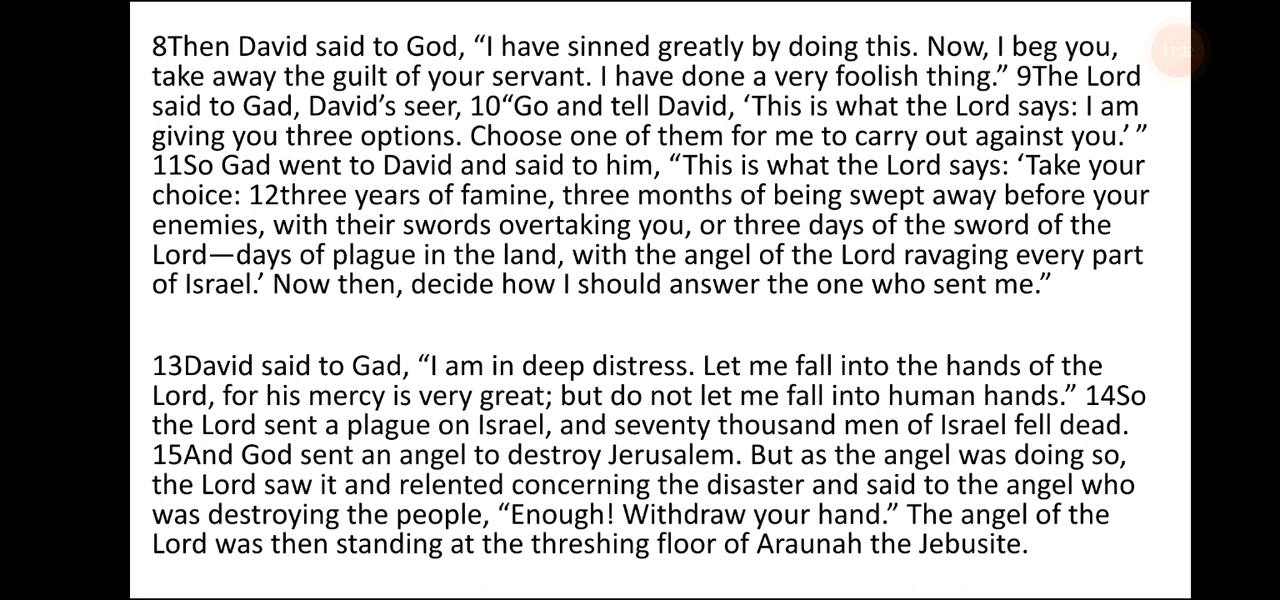 8Then David said to God, “I have sinned greatly by doing this. Now, I beg you,
take away the guilt of your servant. I have done a very foolish thing.” 9The Lord
said to Gad, David’s seer, 10“Go and tell David, ‘This is what the Lord says: I am
giving you three options. Choose one of them for me to carry out against you.’ ”
11So Gad went to David and said to him, “This is what the Lord says: ‘Take your
choice: 12three years of famine, three months of being swept away before your
enemies, with their swords overtaking you, or three days of the sword of the
Lord—days of plague in the land, with the angel of the Lord ravaging every part
of Israel.’ Now then, decide how I should answer the one who sent me.”
13David said to Gad, “I am in deep distress. Let me fall into the hands of the
Lord, for his mercy is very great; but do not let me fall into human hands.” 14So
the Lord sent a plague on Israel, and seventy thousand men of Israel fell dead.
15And God sent an angel to destroy Jerusalem. But as the angel was doing so,
the Lord saw it and relented concerning the disaster and said to the angel who
was destroying the people, “Enough! Withdraw your hand.” The angel of the
Lord was then standing at the threshing floor of Araunah the Jebusite.